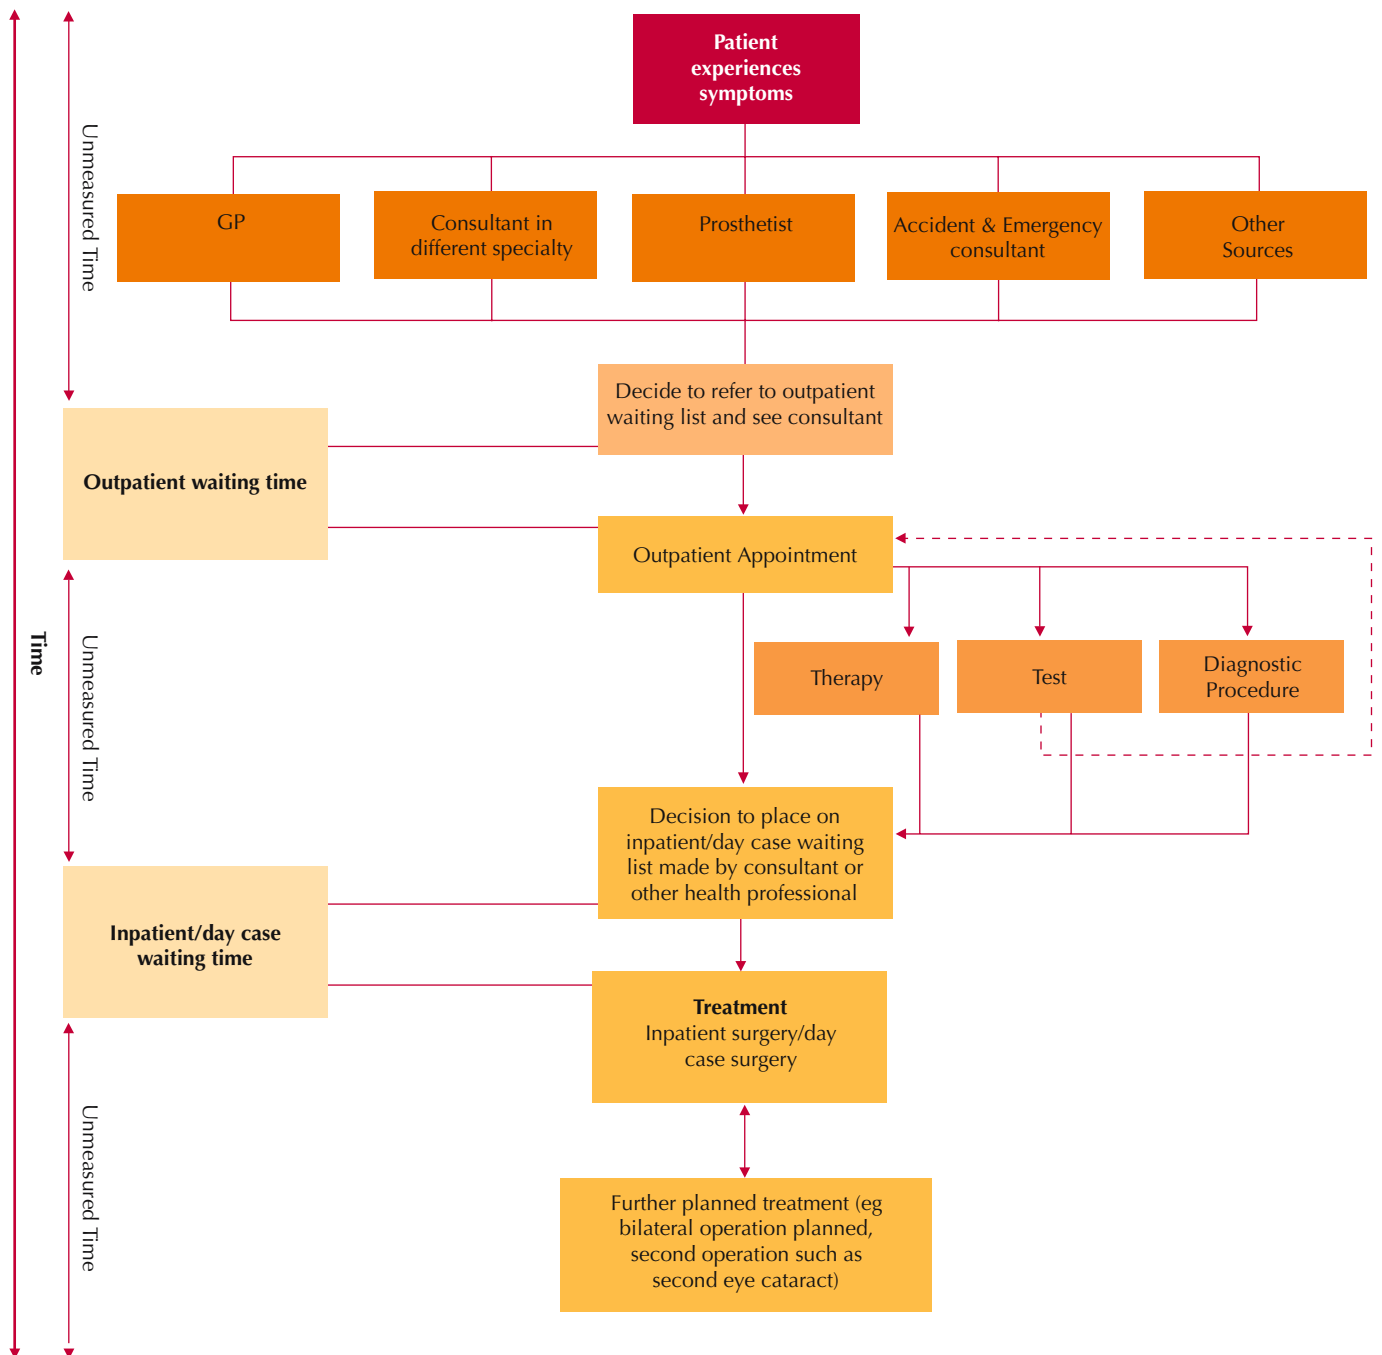 Patient
experiences
symptoms
Unmeasured Time
GP
Consultant in
different specialty
Prosthetist
Accident & Emergency
consultant
Other
Sources
Decide to refer to outpatient
waiting list and see consultant
Outpatient waiting time
Outpatient Appointment
Time
Unmeasured Time
Therapy
Test
Diagnostic
Procedure
Decision to place on
inpatient/day case waiting
list made by consultant or
other health professional
Inpatient/day case
waiting time
Treatment
Inpatient surgery/day
case surgery
Unmeasured Time
Further planned treatment (eg
bilateral operation planned,
second operation such as
second eye cataract)